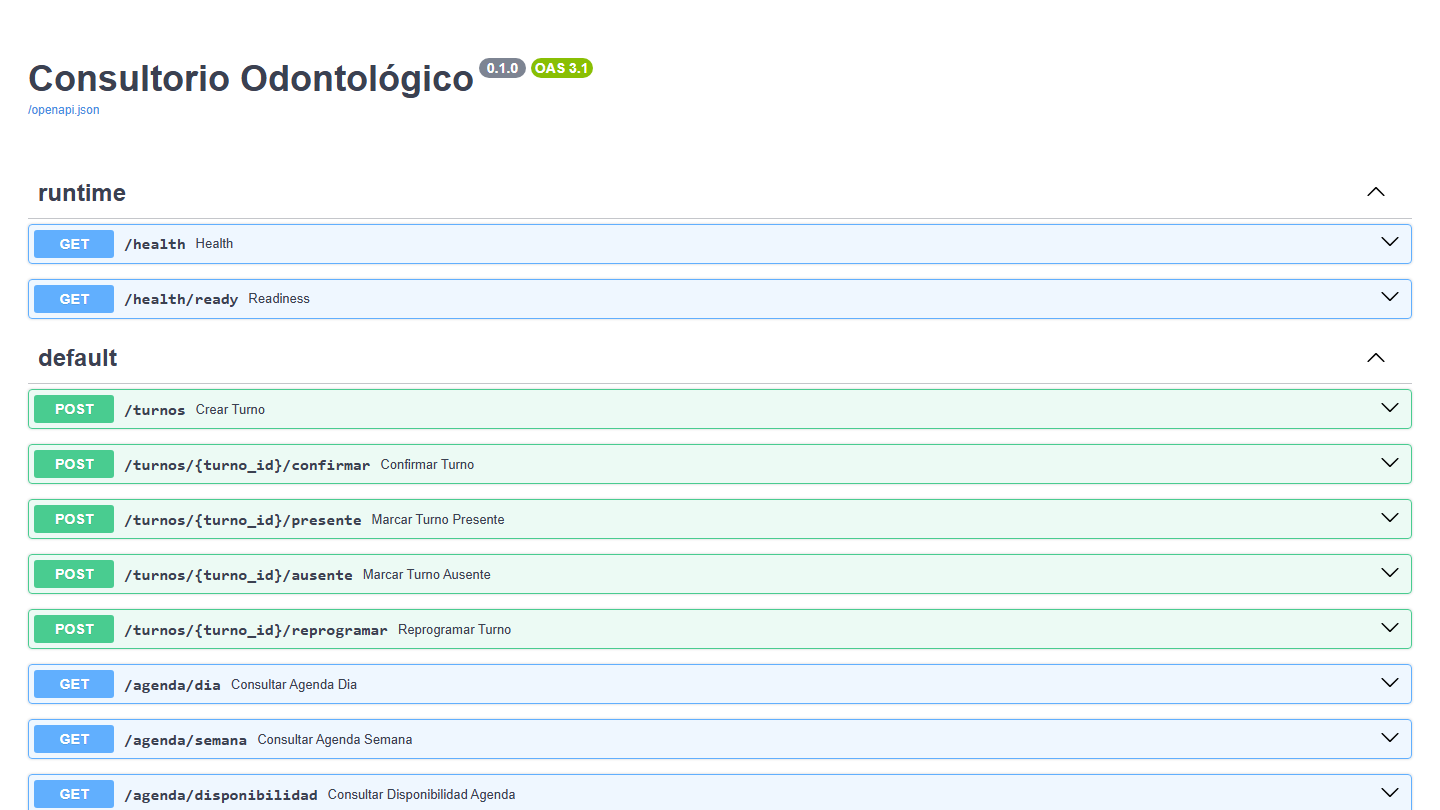 Consultorio Odontológico 0.1.0 OAS 3.1
/openapi.json
runtime
GET /health Health
GET /health/ready Readiness
default
POST /turnos Crear Turno
POST /turnos/{turno_id}/confirmar Confirmar Turno
POST /turnos/{turno_id}/presente Marcar Turno Presente
POST /turnos/{turno_id}/ausente Marcar Turno Ausente
POST /turnos/{turno_id}/reprogramar Reprogramar Turno
GET /agenda/dia Consultar Agenda Dia
GET /agenda/semana Consultar Agenda Semana
GET /agenda/disponibilidad Consultar Disponibilidad Agenda